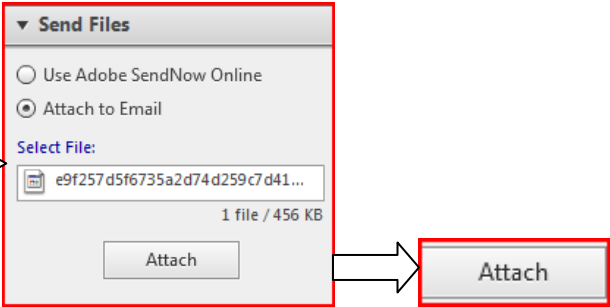 Send Files
Use Adobe SendNow Online
Attach to Email
Select File:
e9f257d5f6735a2d74d259c7d41...
1 file / 456 KB
Attach
Attach